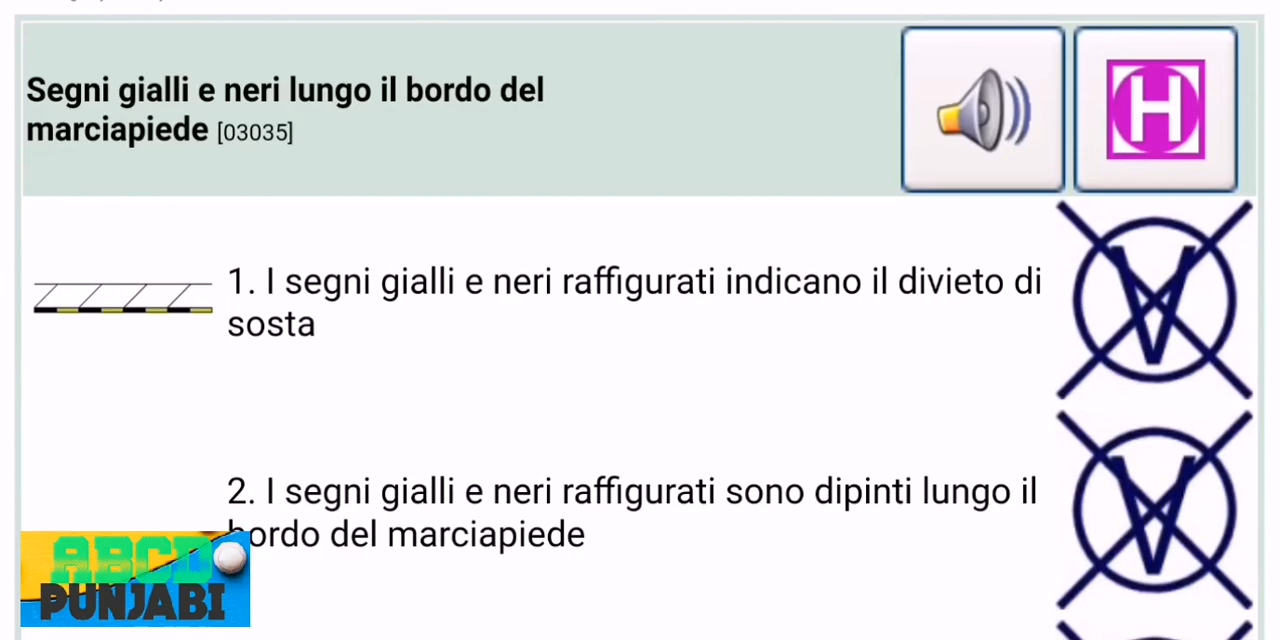 Segni gialli e neri lungo il bordo del
marciapiede [03035]
H
1. I segni gialli e neri raffigurati indicano il divieto di
sosta
V
2. I segni gialli e neri raffigurati sono dipinti lungo il
bordo del marciapiede
V
ABCD
PUNJABI